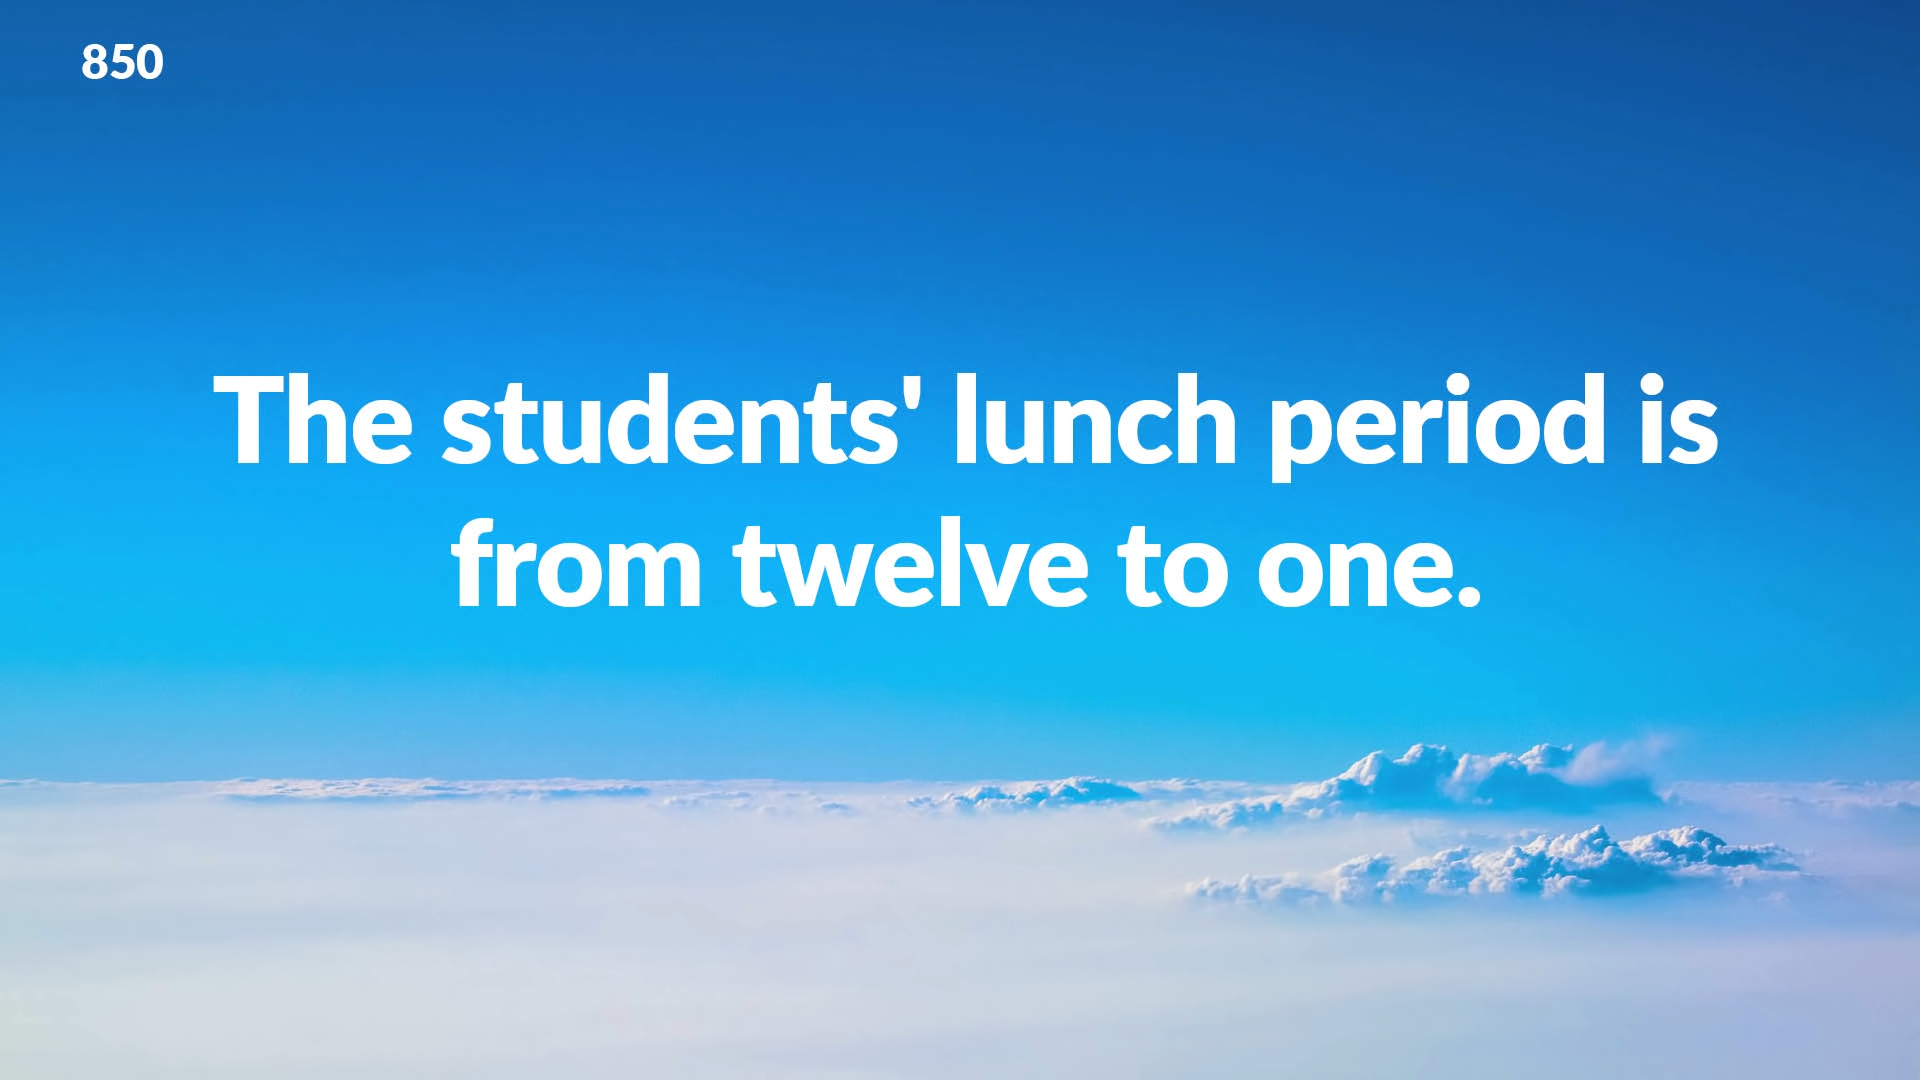 850
The students' lunch period is
from twelve to one.